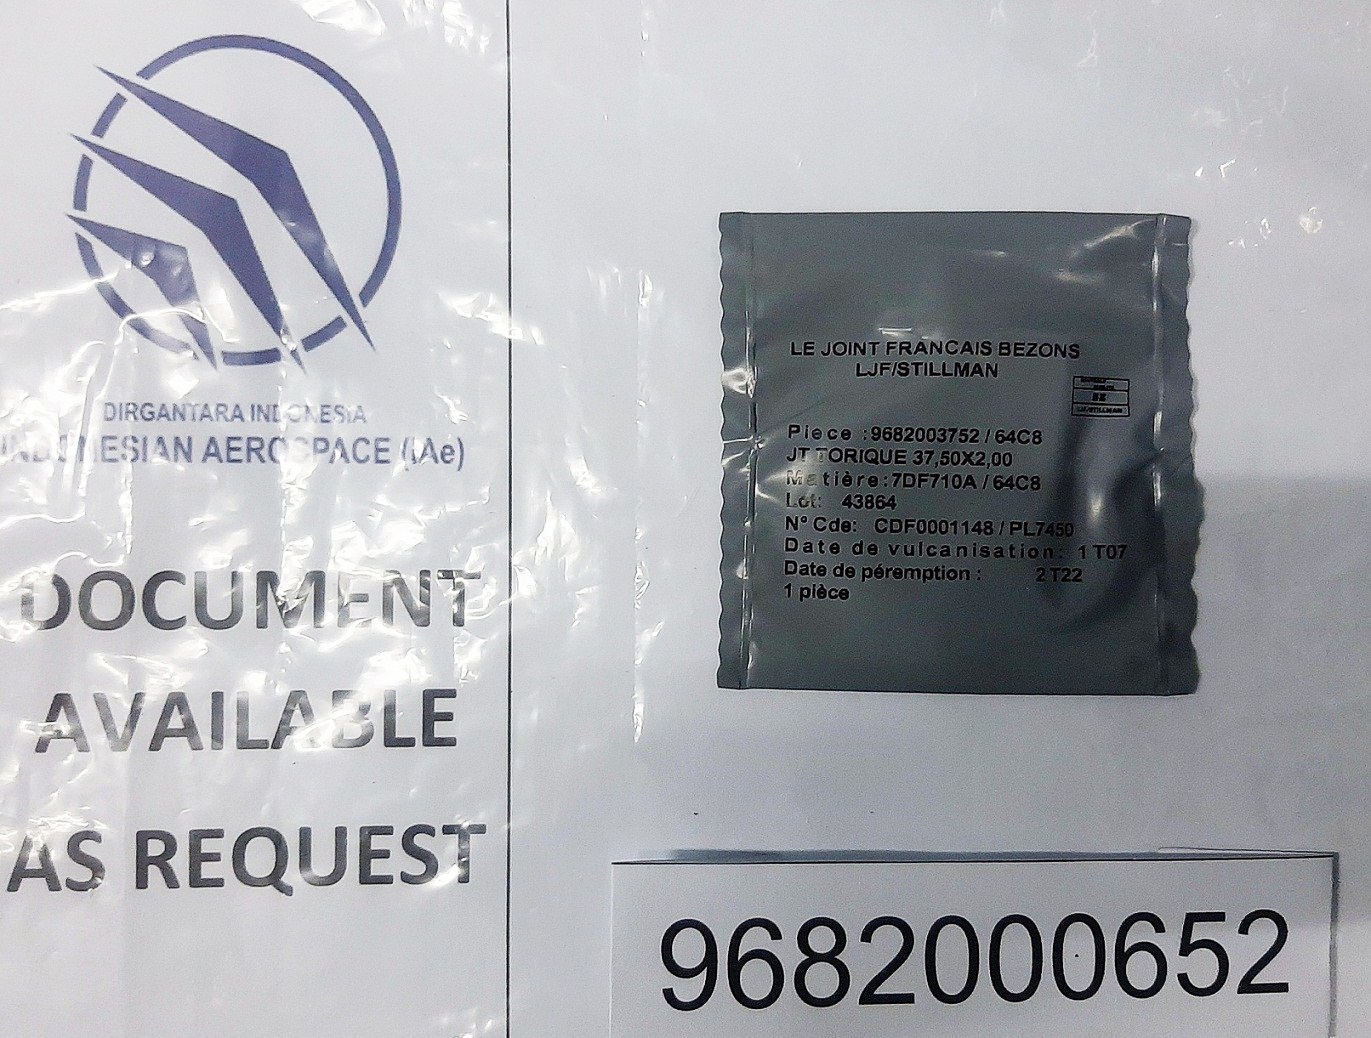 DIRGANTARA INDONESIA
INDONESIAN AEROSPACE (iAe)
DOCUMENT
AVAILABLE
AS REQUEST
LE JOINT FRANCAIS BEZONS
LJF/STILLMAN
LJF/STILLMAN
Piece :9682003752 / 64C8
JT TORIQUE 37,50X2,00
Matière:7DF710A / 64C8
Lot: 43864
N° Cde: CDF0001148 / PL7450
Date de vulcanisation: 1 T07
Date de péremption : 2 T22
1 pièce
9682000652